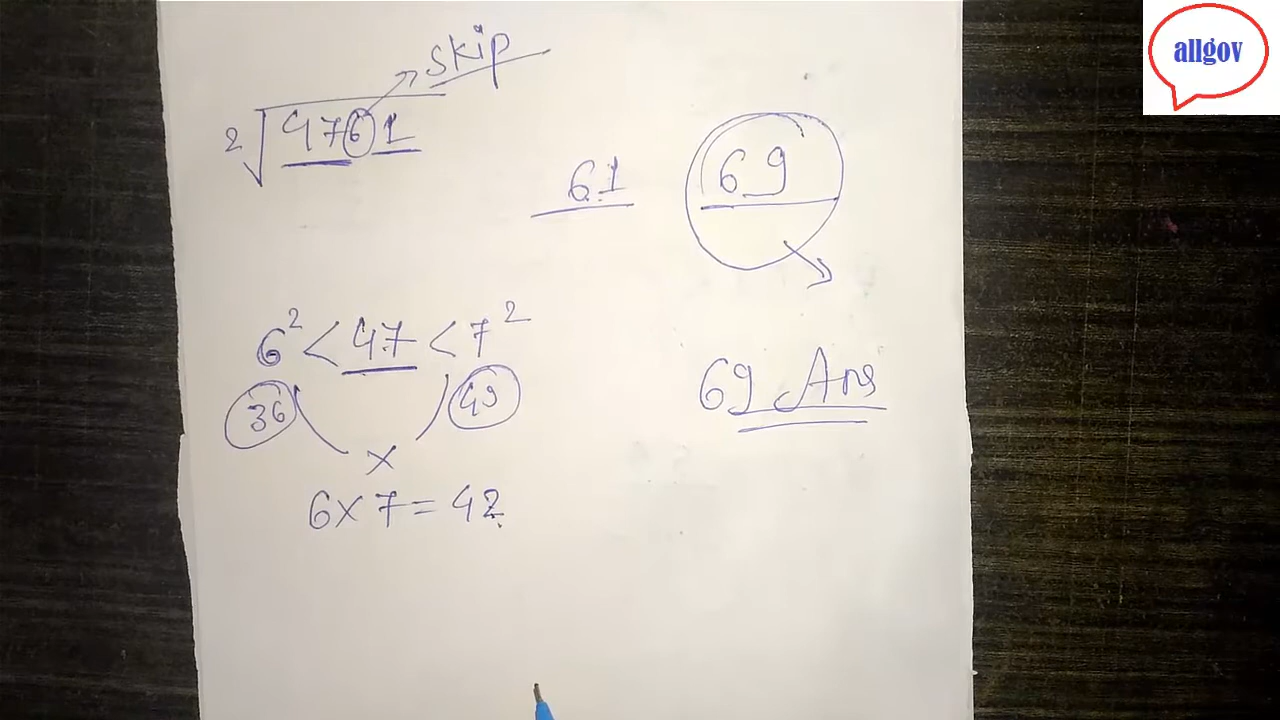 skip
2√4761
61
69
6² < 47 < 7²
36
49
69 Ans
×
6 × 7 = 42
allgov